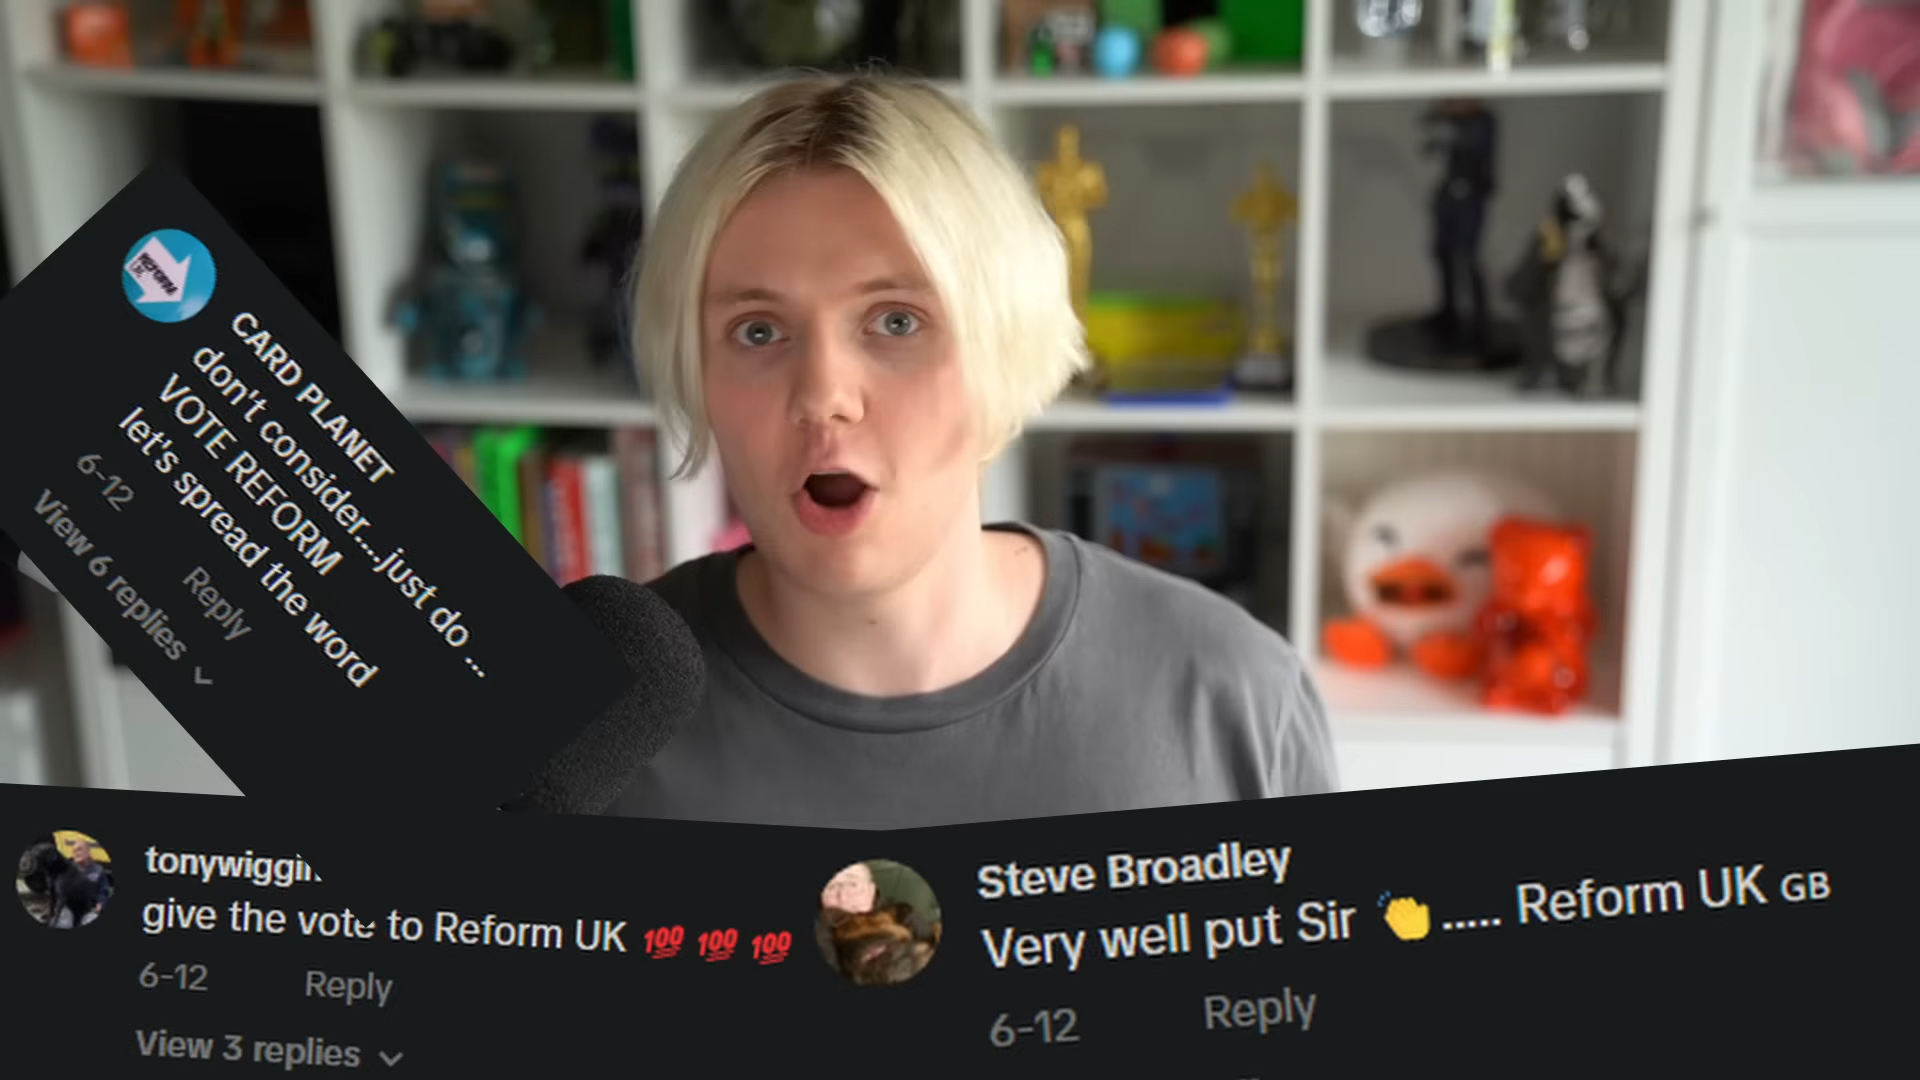 REFORM
UK
CARD PLANET
don't consider....just do ...
VOTE REFORM
let's spread the word
6-12 Reply
View 6 replies
give the vote to Reform UK 💯 💯 💯
6-12 Reply
View 3 replies
Steve Broadley
Very well put Sir 👏..... Reform UK GB
6-12 Reply